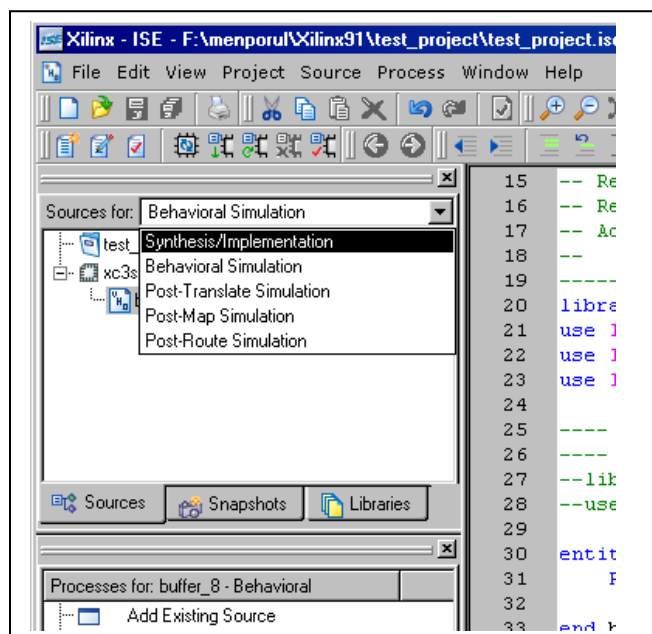 Xilinx - ISE - F:\menporul\Xilinx91\test_project\test_project.ise
File Edit View Project Source Process Window Help
Sources for: Behavioral Simulation
test_
xc3s
Synthesis/Implementation
Behavioral Simulation
Post-Translate Simulation
Post-Map Simulation
Post-Route Simulation
Sources Snapshots Libraries
Processes for: buffer_8 - Behavioral
Add Existing Source
15 -- Re
16 -- Re
17 -- Ad
18 --
19 -----
20 libra
21 use I
22 use I
23 use I
24
25 ----
26 ----
27 --lib
28 --use
29
30 entit
31 P
32
33 end b